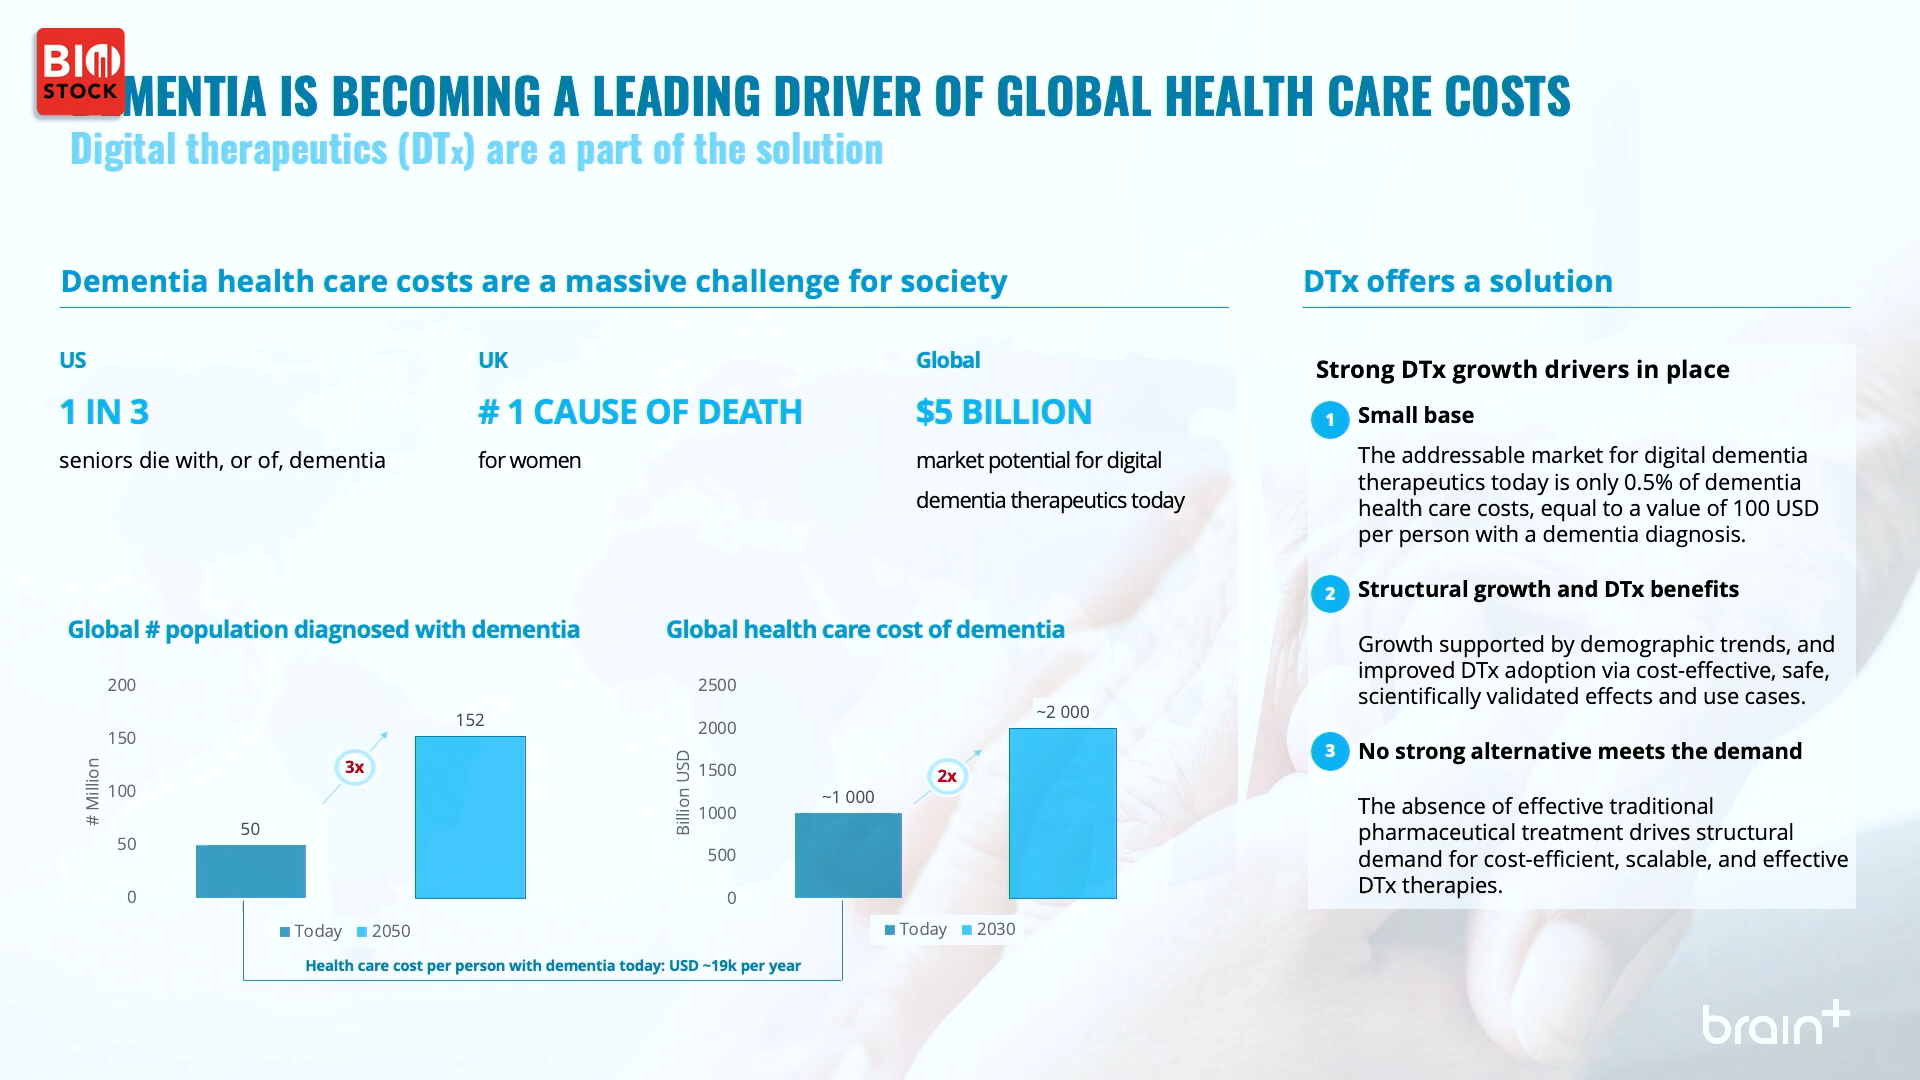 BIO
STOCK
MENTIA IS BECOMING A LEADING DRIVER OF GLOBAL HEALTH CARE COSTS
Digital therapeutics (DTx) are a part of the solution
Dementia health care costs are a massive challenge for society
US
1 IN 3
seniors die with, or of, dementia
UK
# 1 CAUSE OF DEATH
for women
Global
$5 BILLION
market potential for digital
dementia therapeutics today
Global # population diagnosed with dementia
# Million
200
150
100
50
0
50
3x
152
Today 2050
Global health care cost of dementia
Billion USD
2500
2000
1500
1000
500
0
~1 000
2x
~2 000
Today 2030
Health care cost per person with dementia today: USD ~19k per year
DTx offers a solution
Strong DTx growth drivers in place
1 Small base
The addressable market for digital dementia
therapeutics today is only 0.5% of dementia
health care costs, equal to a value of 100 USD
per person with a dementia diagnosis.
2 Structural growth and DTx benefits
Growth supported by demographic trends, and
improved DTx adoption via cost-effective, safe,
scientifically validated effects and use cases.
3 No strong alternative meets the demand
The absence of effective traditional
pharmaceutical treatment drives structural
demand for cost-efficient, scalable, and effective
DTx therapies.
brain+